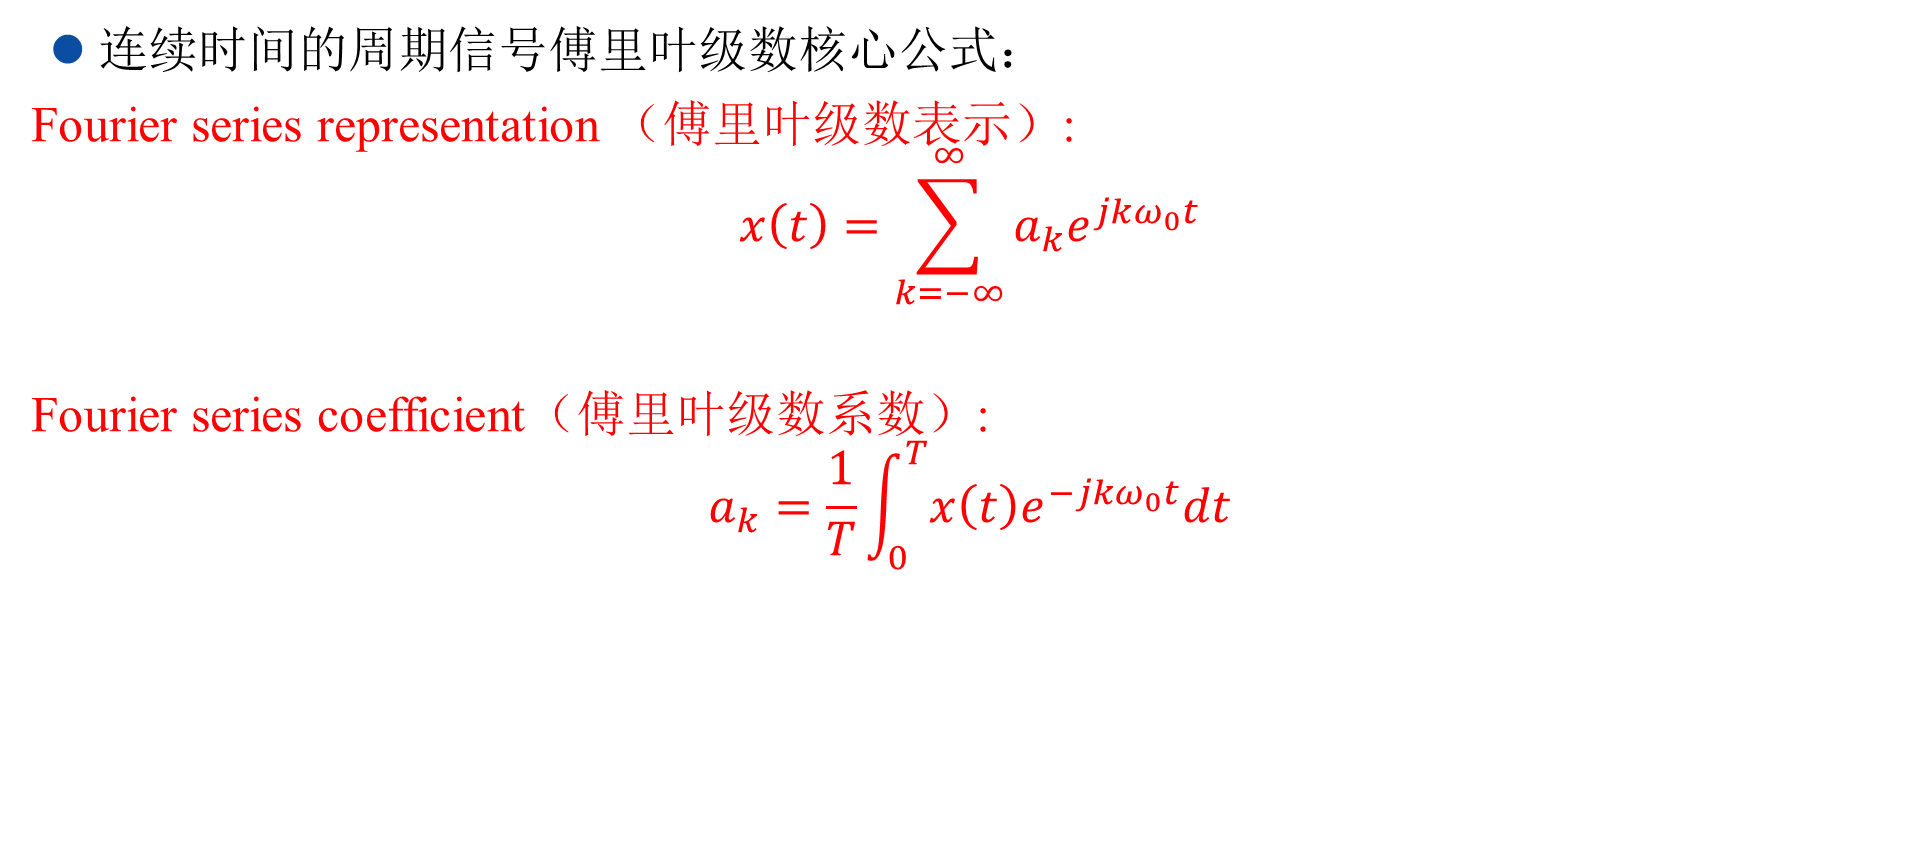 ● 连续时间的周期信号傅里叶级数核心公式：
Fourier series representation （傅里叶级数表示）:
x(t) = ∑_{k=−∞}^{∞} a_k e^{jkω_0 t}
Fourier series coefficient（傅里叶级数系数）:
a_k = \frac{1}{T} ∫_0^T x(t)e^{−jkω_0 t} dt